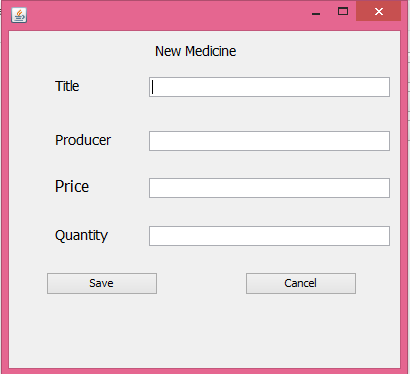 New Medicine
Title
Producer
Price
Quantity
Save Cancel